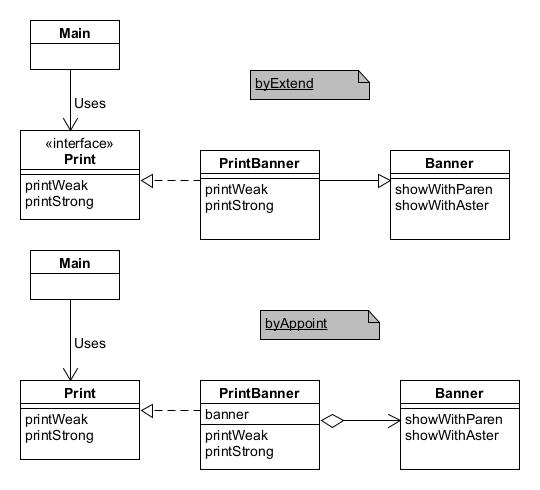 Main
byExtend
Uses
«interface»
Print
printWeak
printStrong
PrintBanner
printWeak
printStrong
Banner
showWithParen
showWithAster
Main
byAppoint
Uses
Print
printWeak
printStrong
PrintBanner
banner
printWeak
printStrong
Banner
showWithParen
showWithAster